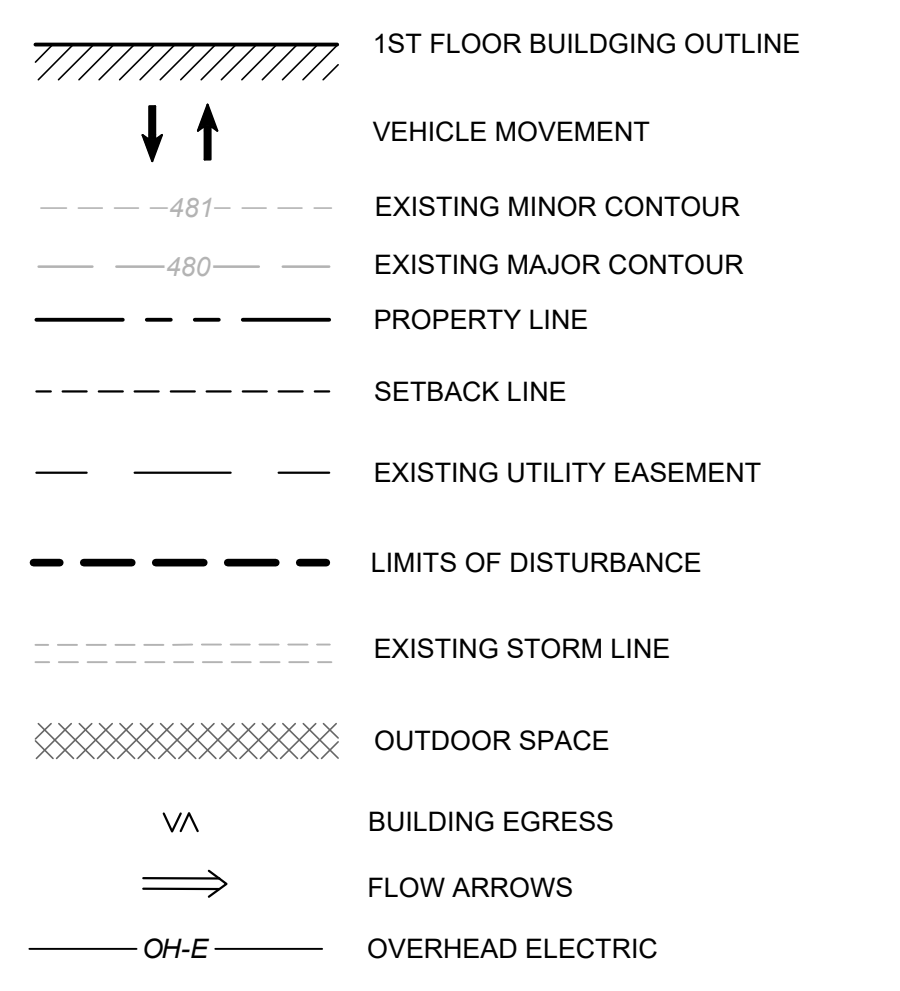 1ST FLOOR BUILDGING OUTLINE
VEHICLE MOVEMENT
481 EXISTING MINOR CONTOUR
480 EXISTING MAJOR CONTOUR
PROPERTY LINE
SETBACK LINE
EXISTING UTILITY EASEMENT
LIMITS OF DISTURBANCE
EXISTING STORM LINE
OUTDOOR SPACE
BUILDING EGRESS
FLOW ARROWS
OH-E OVERHEAD ELECTRIC